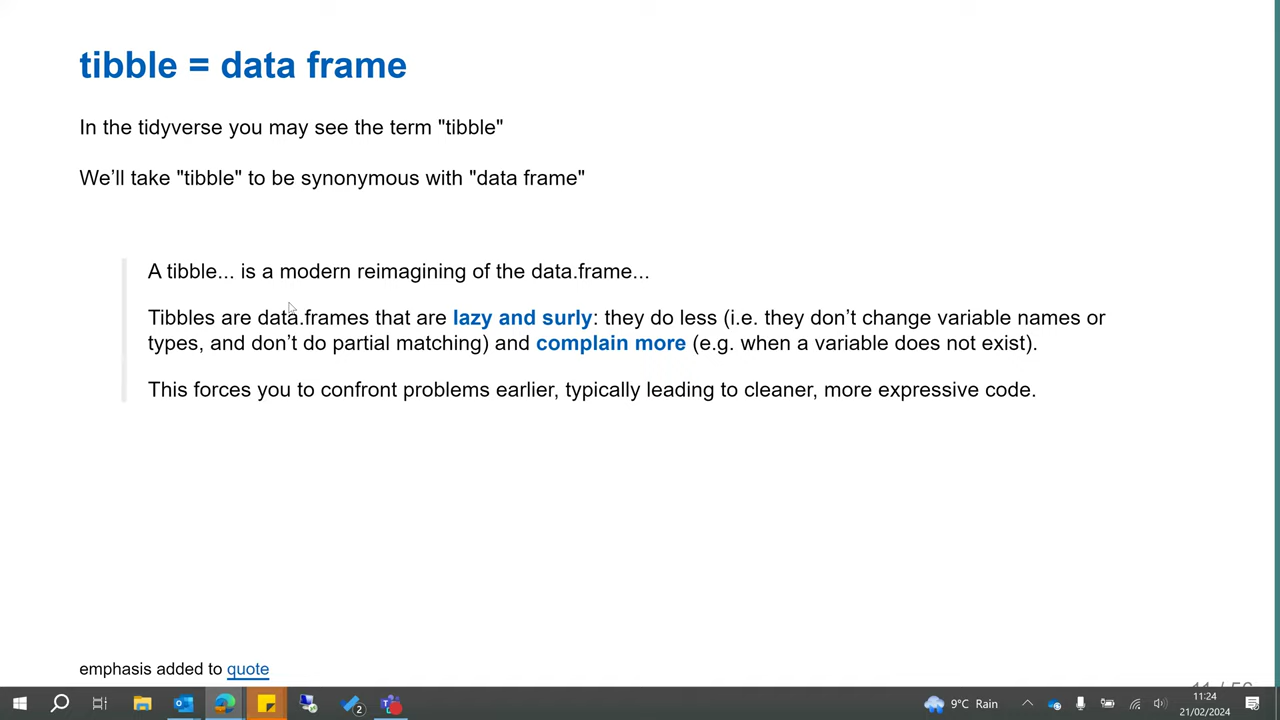 tibble = data frame
In the tidyverse you may see the term "tibble"
We’ll take "tibble" to be synonymous with "data frame"
A tibble... is a modern reimagining of the data.frame...
Tibbles are data.frames that are lazy and surly: they do less (i.e. they don’t change variable names or
types, and don’t do partial matching) and complain more (e.g. when a variable does not exist).
This forces you to confront problems earlier, typically leading to cleaner, more expressive code.
emphasis added to quote
2
9°C Rain
11:24
21/02/2024